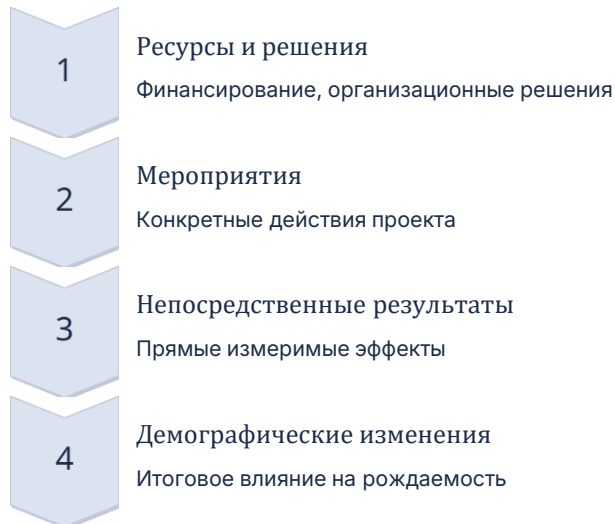 1
Ресурсы и решения
Финансирование, организационные решения
2
Мероприятия
Конкретные действия проекта
3
Непосредственные результаты
Прямые измеримые эффекты
4
Демографические изменения
Итоговое влияние на рождаемость